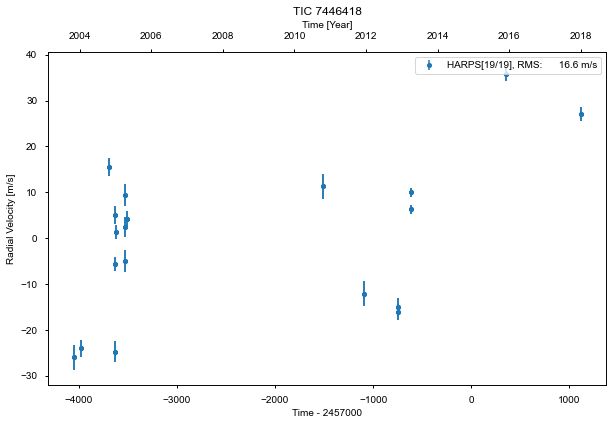 TIC 7446418
Time [Year]
2004 2006 2008 2010 2012 2014 2016 2018
HARPS[19/19], RMS: 16.6 m/s
Radial Velocity [m/s]
40
30
20
10
0
−10
−20
−30
−4000 −3000 −2000 −1000 0 1000
Time - 2457000